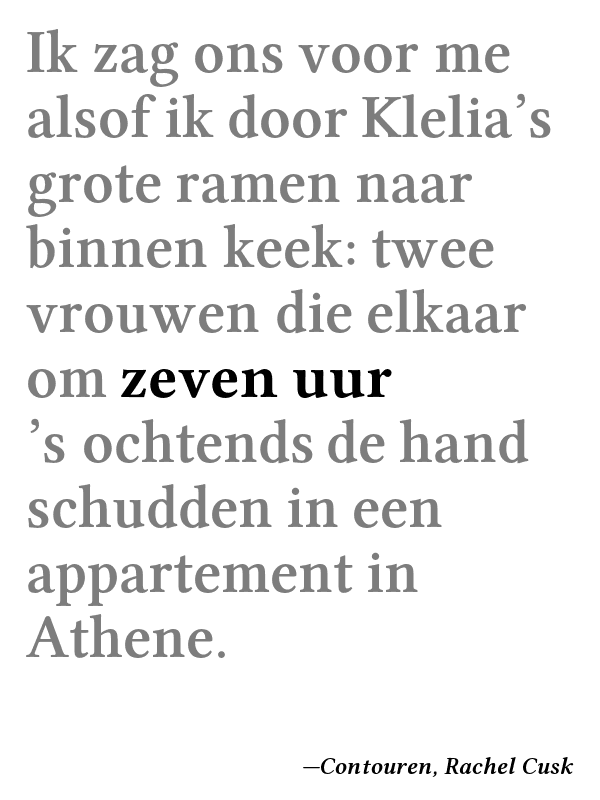 Ik zag ons voor me
alsof ik door Klelia’s
grote ramen naar
binnen keek: twee
vrouwen die elkaar
om zeven uur
’s ochtends de hand
schudden in een
appartement in
Athene.
—Contouren, Rachel Cusk